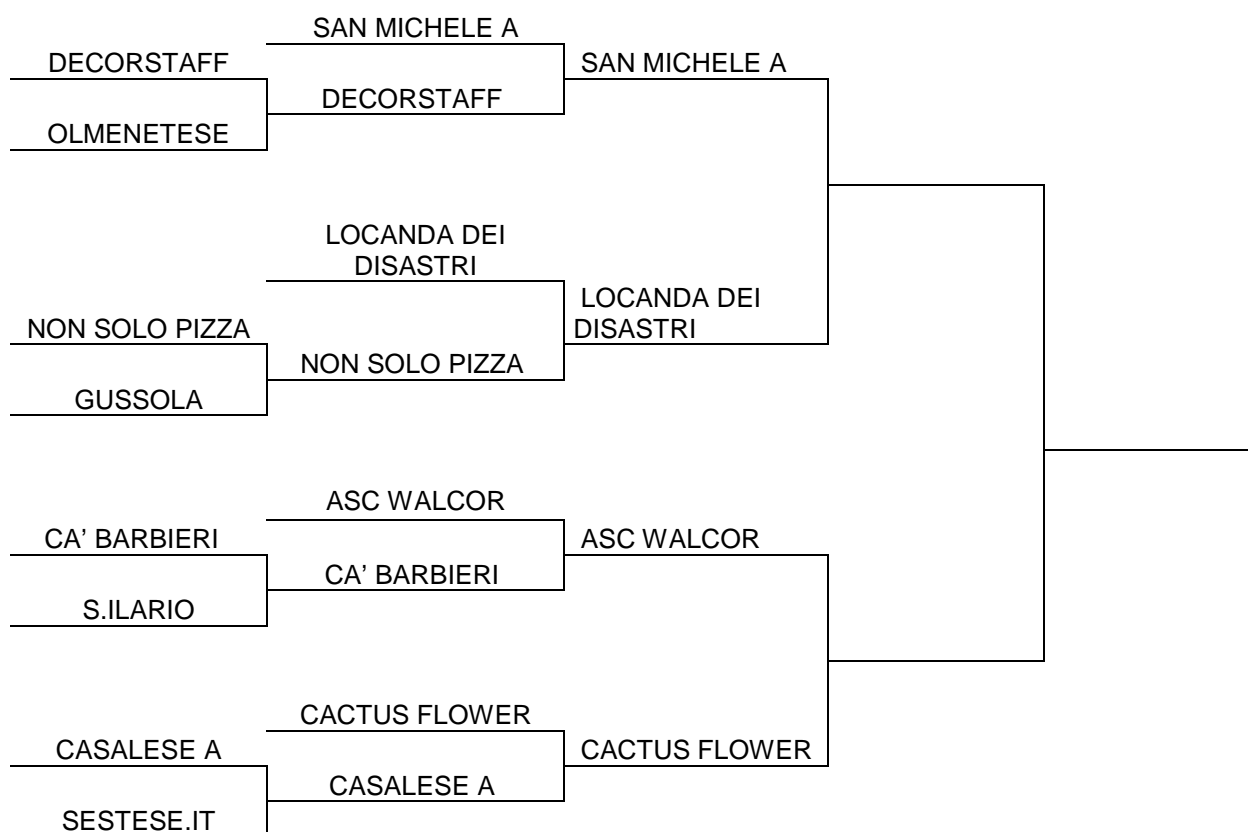 SAN MICHELE A
DECORSTAFF
SAN MICHELE A
DECORSTAFF
OLMENETESE
LOCANDA DEI
DISASTRI
LOCANDA DEI
DISASTRI
NON SOLO PIZZA
NON SOLO PIZZA
GUSSOLA
ASC WALCOR
CA’ BARBIERI
ASC WALCOR
CA’ BARBIERI
S.ILARIO
CACTUS FLOWER
CASALESE A
CACTUS FLOWER
CASALESE A
SESTESE.IT